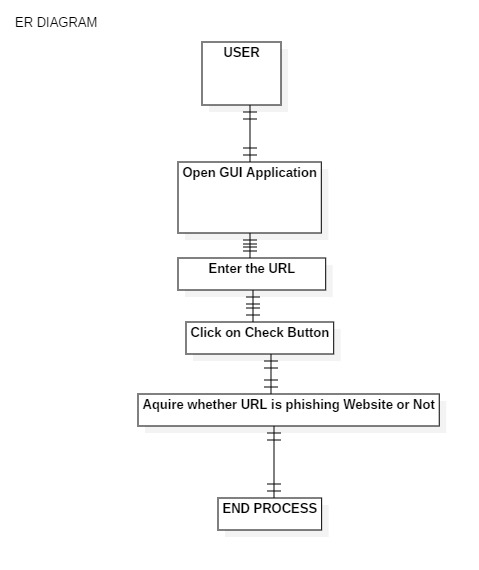 ER DIAGRAM
USER
Open GUI Application
Enter the URL
Click on Check Button
Aquire whether URL is phishing Website or Not
END PROCESS